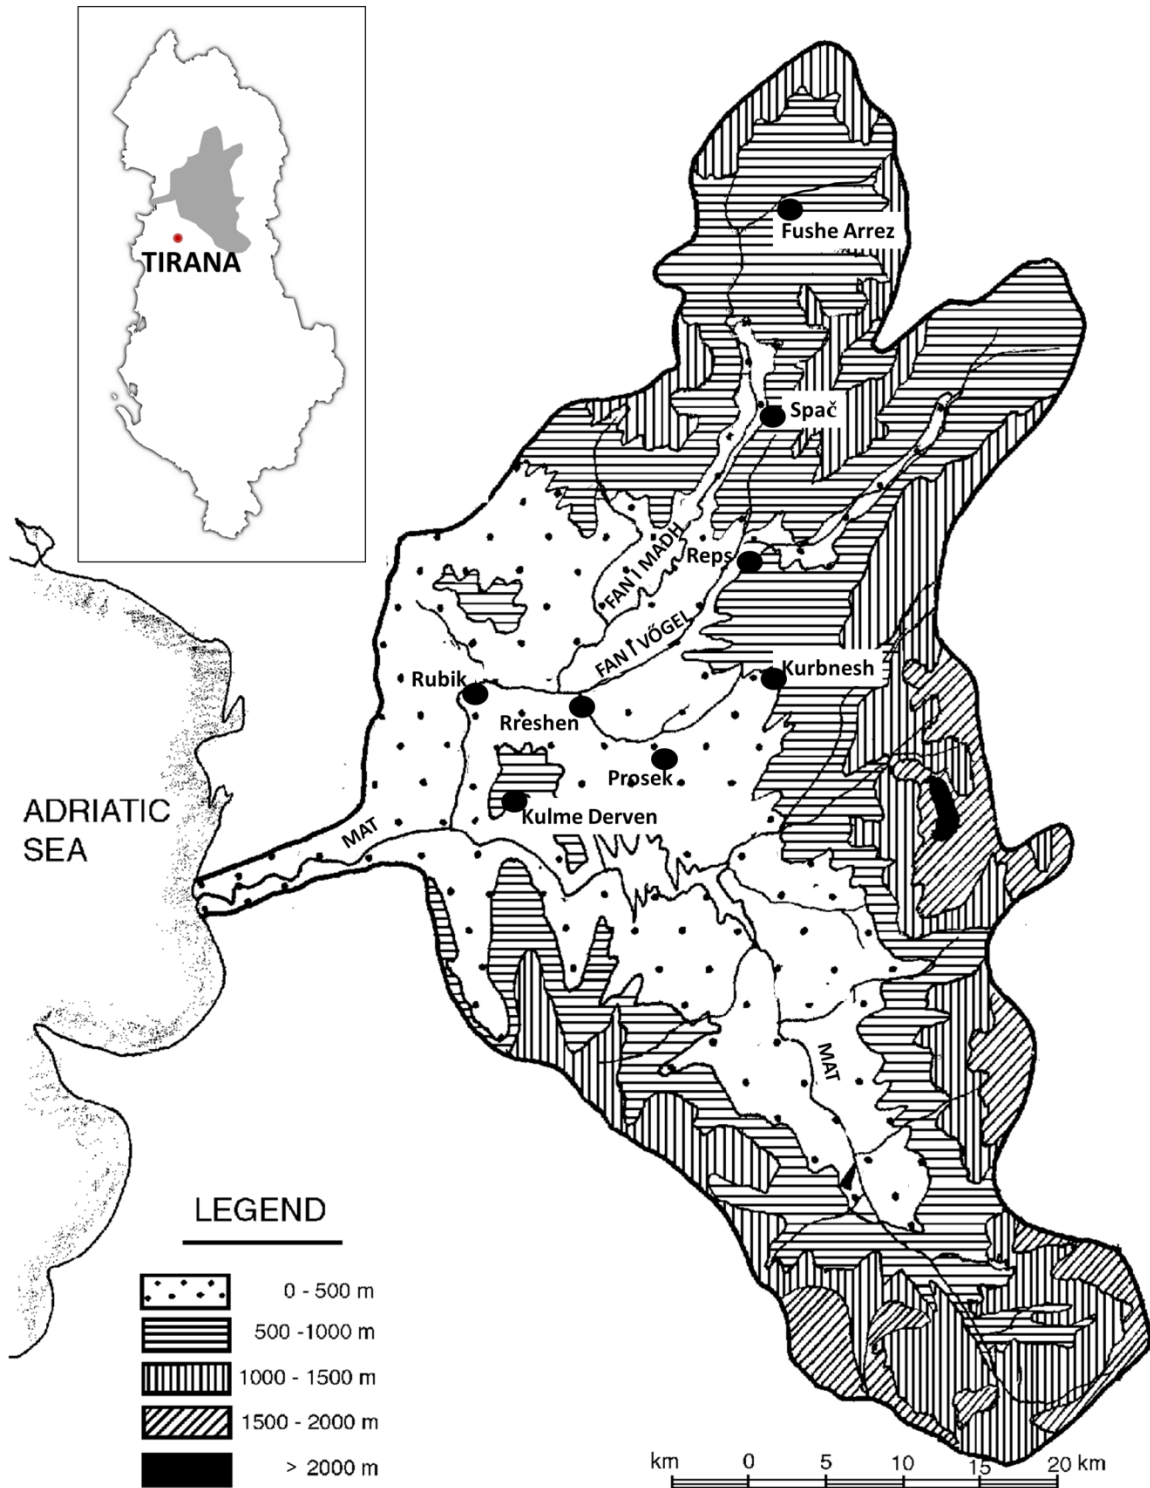 TIRANA
Fushe Arrez
Spač
FAN I MADH
Reps
FAN I VŐGEL
Rubik
Kurbnesh
Rreshen
Prosek
Kulme Derven
ADRIATIC
SEA
MAT
MAT
LEGEND
0 - 500 m
500 -1000 m
1000 - 1500 m
1500 - 2000 m
> 2000 m
km 0 5 10 15 20 km